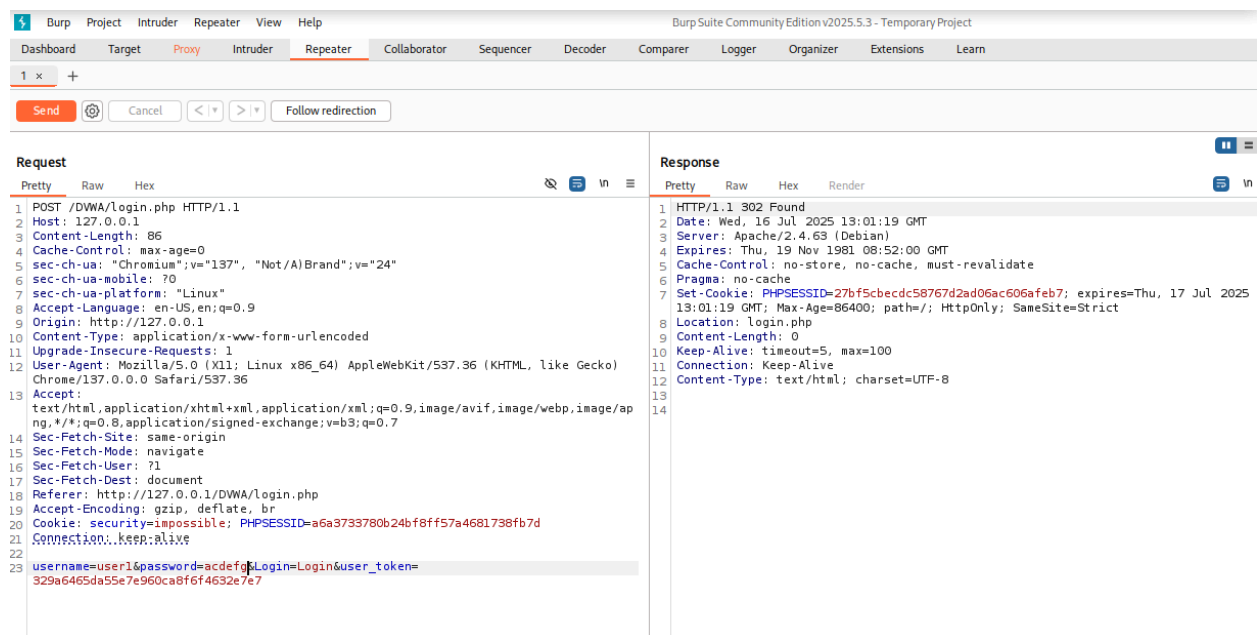 Burp Project Intruder Repeater View Help Burp Suite Community Edition v2025.5.3 - Temporary Project
Dashboard Target Proxy Intruder Repeater Collaborator Sequencer Decoder Comparer Logger Organizer Extensions Learn
1 × +
Send Cancel < > Follow redirection
Request
Pretty Raw Hex \n
1 POST /DVWA/login.php HTTP/1.1
2 Host: 127.0.0.1
3 Content-Length: 86
4 Cache-Control: max-age=0
5 sec-ch-ua: "Chromium";v="137", "Not/A)Brand";v="24"
6 sec-ch-ua-mobile: ?0
7 sec-ch-ua-platform: "Linux"
8 Accept-Language: en-US,en;q=0.9
9 Origin: http://127.0.0.1
10 Content-Type: application/x-www-form-urlencoded
11 Upgrade-Insecure-Requests: 1
12 User-Agent: Mozilla/5.0 (X11; Linux x86_64) AppleWebKit/537.36 (KHTML, like Gecko)
Chrome/137.0.0.0 Safari/537.36
13 Accept:
text/html,application/xhtml+xml,application/xml;q=0.9,image/avif,image/webp,image/ap
ng,*/*;q=0.8,application/signed-exchange;v=b3;q=0.7
14 Sec-Fetch-Site: same-origin
15 Sec-Fetch-Mode: navigate
16 Sec-Fetch-User: ?1
17 Sec-Fetch-Dest: document
18 Referer: http://127.0.0.1/DVWA/login.php
19 Accept-Encoding: gzip, deflate, br
20 Cookie: security=impossible; PHPSESSID=a6a3733780b24bf8ff57a4681738fb7d
21 Connection: keep-alive
22
23 username=user1&password=acdefg&Login=Login&user_token=
329a6465da55e7e960ca8f6f4632e7e7
Response
Pretty Raw Hex Render \n
1 HTTP/1.1 302 Found
2 Date: Wed, 16 Jul 2025 13:01:19 GMT
3 Server: Apache/2.4.63 (Debian)
4 Expires: Thu, 19 Nov 1981 08:52:00 GMT
5 Cache-Control: no-store, no-cache, must-revalidate
6 Pragma: no-cache
7 Set-Cookie: PHPSESSID=27bf5cbecdc58767d2ad06ac606afeb7; expires=Thu, 17 Jul 2025
13:01:19 GMT; Max-Age=86400; path=/; HttpOnly; SameSite=Strict
8 Location: login.php
9 Content-Length: 0
10 Keep-Alive: timeout=5, max=100
11 Connection: Keep-Alive
12 Content-Type: text/html; charset=UTF-8
13
14